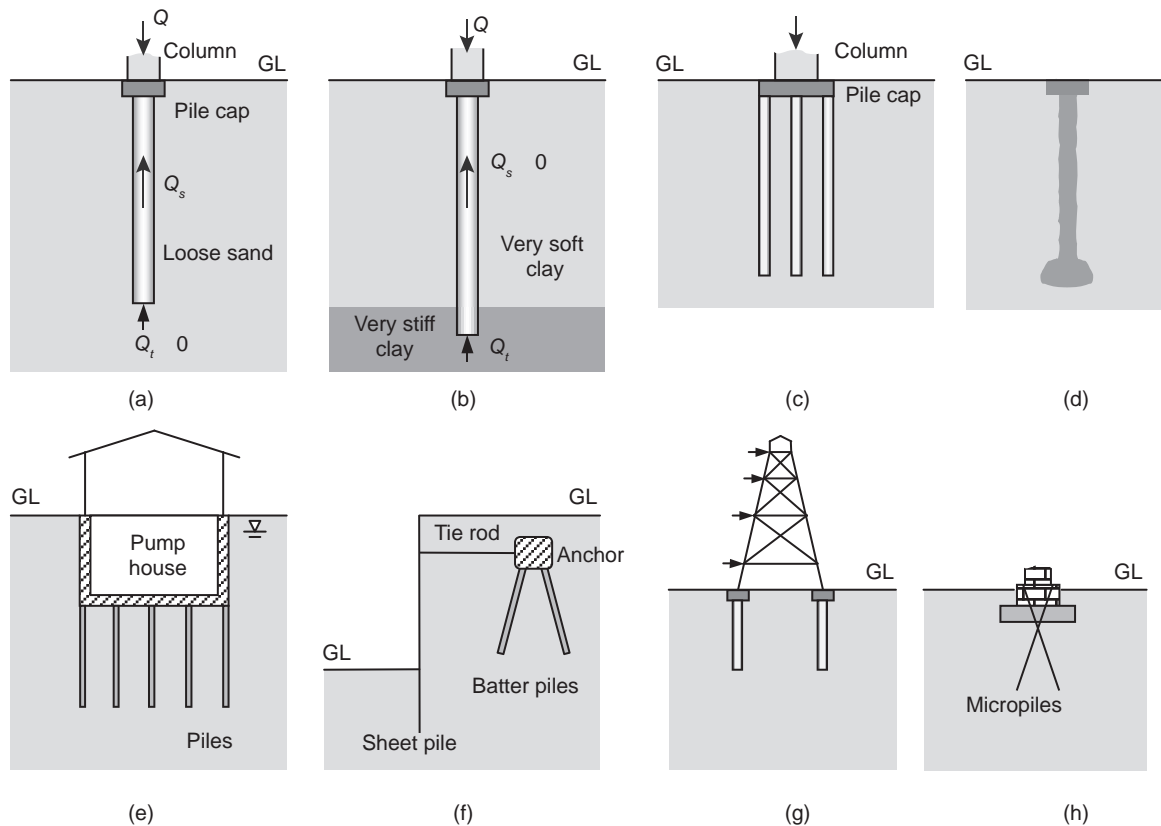 Q
Column
GL
Pile cap
Qs
Loose sand
Qt 0
(a)
Q
GL
Qs 0
Very soft
clay
Very stiff
clay
Qt
(b)
GL
Column
Pile cap
(c)
GL
(d)
GL
Pump
house
Piles
(e)
GL
Tie rod
Anchor
GL
Batter piles
Sheet pile
(f)
GL
(g)
GL
Micropiles
(h)